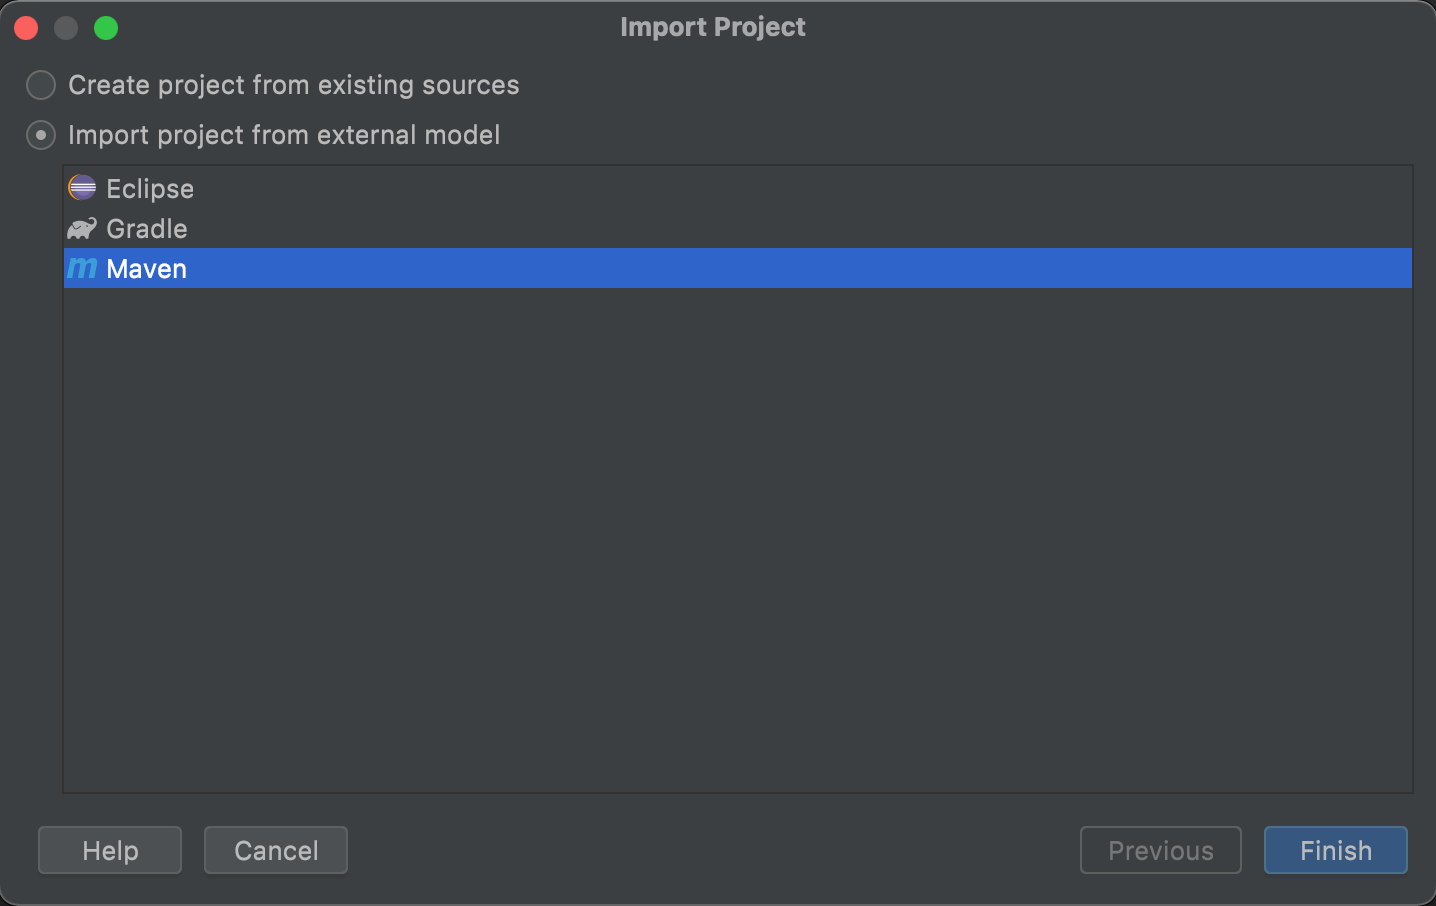 Import Project
Create project from existing sources
Import project from external model
Eclipse
Gradle
m Maven
Help Cancel Previous Finish